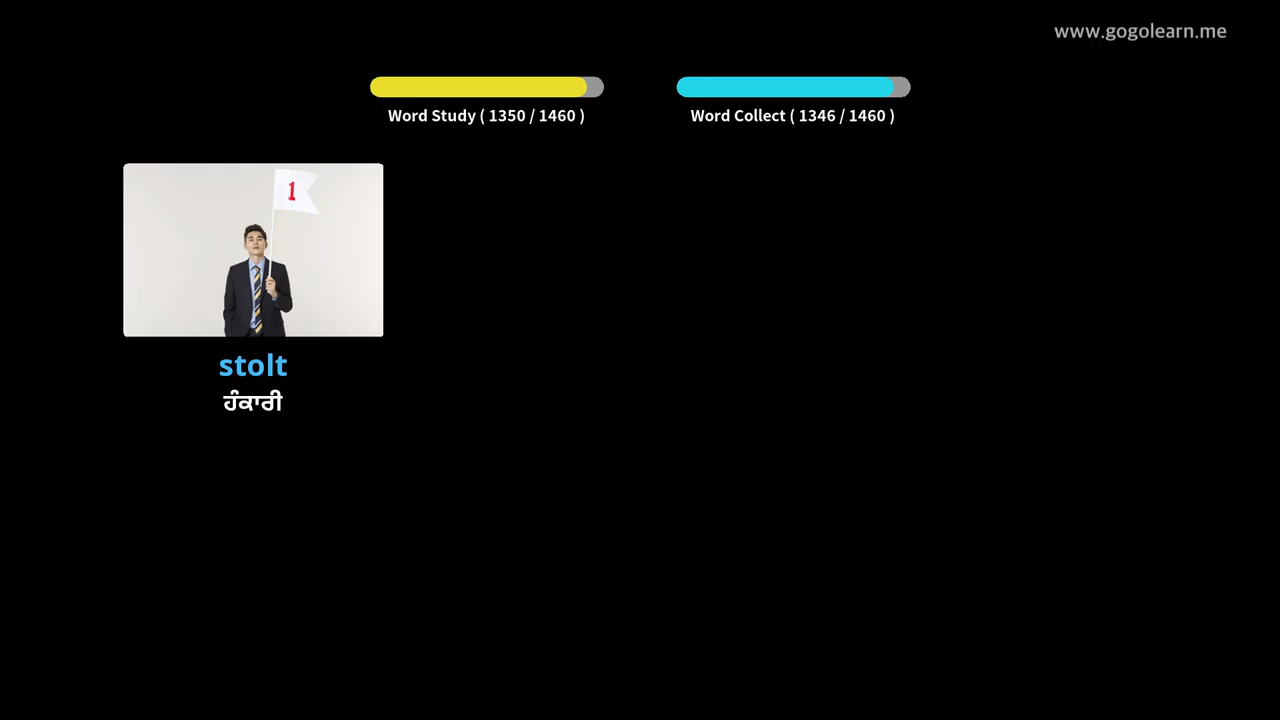 www.gogolearn.me
Word Study ( 1350 / 1460 )
Word Collect ( 1346 / 1460 )
1
stolt
ਹੰਕਾਰੀ